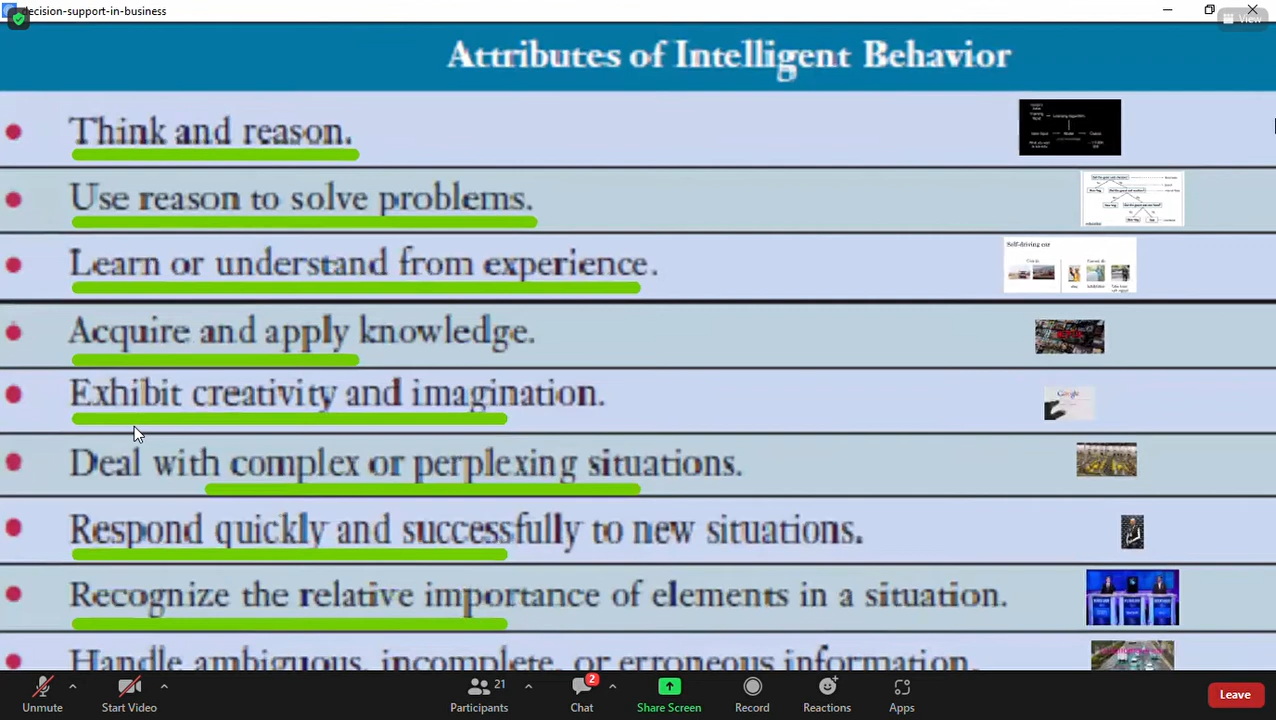 decision-support-in-business
View
Attributes of Intelligent Behavior
Think and reason.
Use reason to solve problems.
Learn or understand from experience.
Self-driving car
Acquire and apply knowledge.
Exhibit creativity and imagination.
Google
Deal with complex or perplexing situations.
Respond quickly and successfully to new situations.
Recognize the relative importance of elements in a situation.
Handle ambiguous, incomplete, or erroneous information.
Unmute
Start Video
21
Participants
2
Chat
Share Screen
Record
Reactions
Apps
Leave